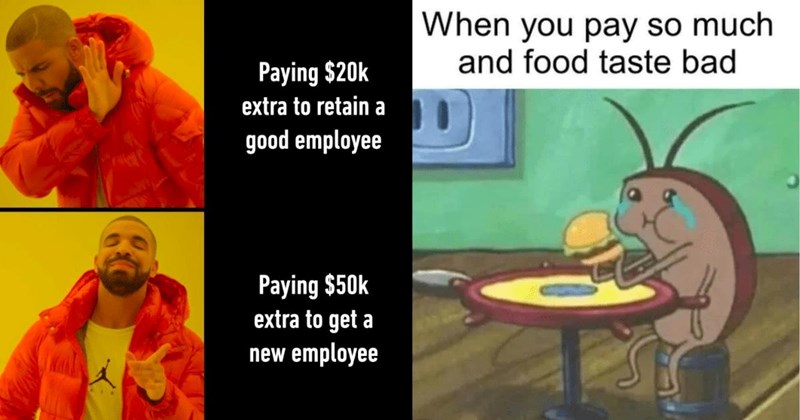 Paying $20k
extra to retain a
good employee
Paying $50k
extra to get a
new employee
When you pay so much
and food taste bad